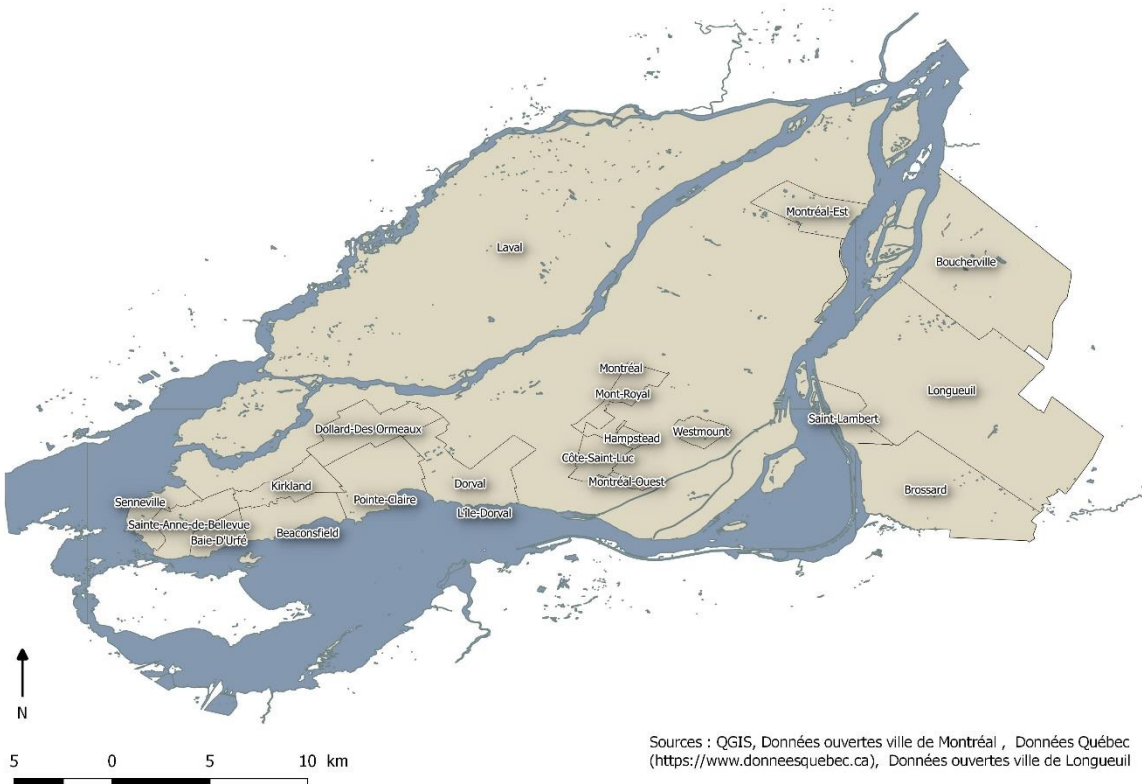 Montréal-Est
Laval
Boucherville
Montréal
Mont-Royal
Longueuil
Saint-Lambert
Dollard-Des Ormeaux
Westmount
Hampstead
Côte-Saint-Luc
Montréal-Ouest
Kirkland
Dorval
Brossard
Senneville
Pointe-Claire
L'Île-Dorval
Sainte-Anne-de-Bellevue
Beaconsfield
Baie-D'Urfé
N
5 0 5 10 km
Sources : QGIS, Données ouvertes ville de Montréal , Données Québec
(https://www.donneesquebec.ca), Données ouvertes ville de Longueuil